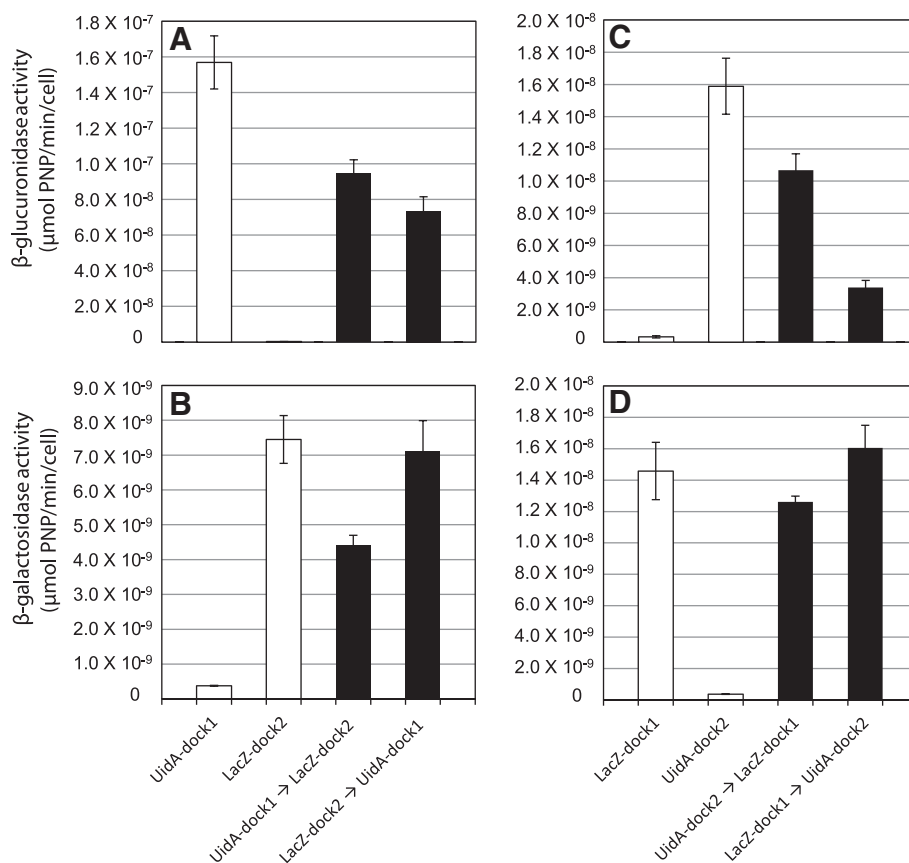 A
β-glucuronidase activity
(µmol PNP/min/cell)
1.8 X 10⁻⁷
1.6 X 10⁻⁷
1.4 X 10⁻⁷
1.2 X 10⁻⁷
1.0 X 10⁻⁷
8.0 X 10⁻⁸
6.0 X 10⁻⁸
4.0 X 10⁻⁸
2.0 X 10⁻⁸
0
C
2.0 X 10⁻⁸
1.8 X 10⁻⁸
1.6 X 10⁻⁸
1.4 X 10⁻⁸
1.2 X 10⁻⁸
1.0 X 10⁻⁸
8.0 X 10⁻⁹
6.0 X 10⁻⁹
4.0 X 10⁻⁹
2.0 X 10⁻⁹
0
B
β-galactosidase activity
(µmol PNP/min/cell)
9.0 X 10⁻⁹
8.0 X 10⁻⁹
7.0 X 10⁻⁹
6.0 X 10⁻⁹
5.0 X 10⁻⁹
4.0 X 10⁻⁹
3.0 X 10⁻⁹
2.0 X 10⁻⁹
1.0 X 10⁻⁹
0
UidA-dock1
LacZ-dock2
UidA-dock1 → LacZ-dock2
LacZ-dock2 → UidA-dock1
D
2.0 X 10⁻⁸
1.8 X 10⁻⁸
1.6 X 10⁻⁸
1.4 X 10⁻⁸
1.2 X 10⁻⁸
1.0 X 10⁻⁸
8.0 X 10⁻⁹
6.0 X 10⁻⁹
4.0 X 10⁻⁹
2.0 X 10⁻⁹
0
LacZ-dock1
UidA-dock2
UidA-dock2 → LacZ-dock1
LacZ-dock1 → UidA-dock2